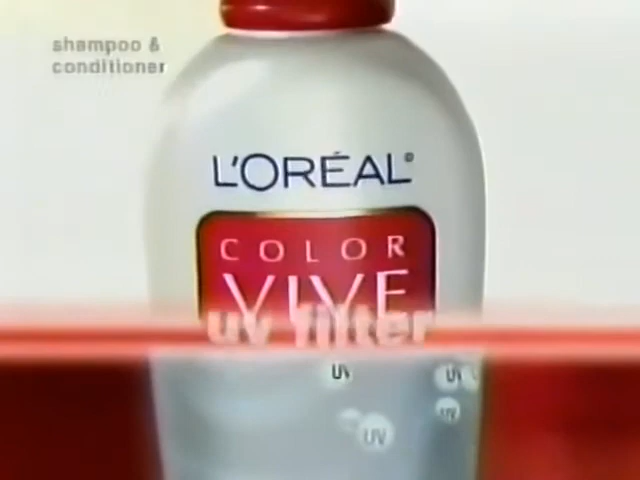 shampoo &
conditioner
L'ORÉAL®
COLOR
VIVE
uv filter
UV
UV
UV
UV